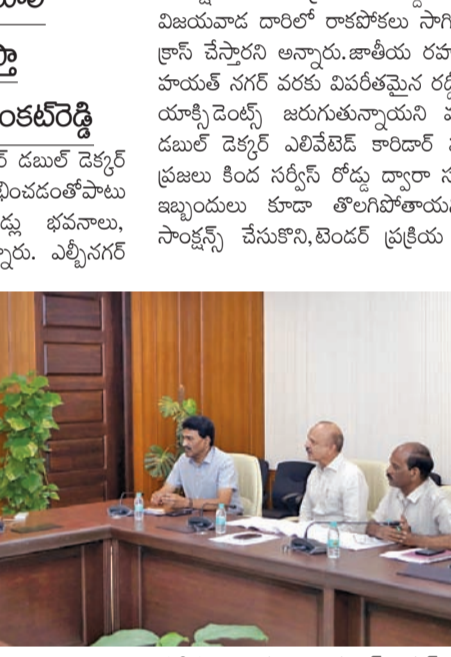 ంకట్‌రెడ్డి
డబుల్ డెక్కర్
భించడంతోపాటు
భవనాలు,
న్నారు. ఎల్బీనగర్
విజయవాడ దారిలో రాకపోకలు సాగి
క్రాస్ చేస్తారని అన్నారు.జాతీయ రహ
హయత్ నగర్ వరకు విపరీతమైన రద్దీ
యాక్సిడెంట్స్ జరుగుతున్నాయని
డబుల్ డెక్కర్ ఎలివేటెడ్ కారిడార్
ప్రజలు కింద సర్వీస్ రోడ్డు ద్వారా
ఇబ్బందులు కూడా తొలగిపోతాయ
సాంక్షన్స్ చేసుకొని,టెండర్ ప్రక్రియ